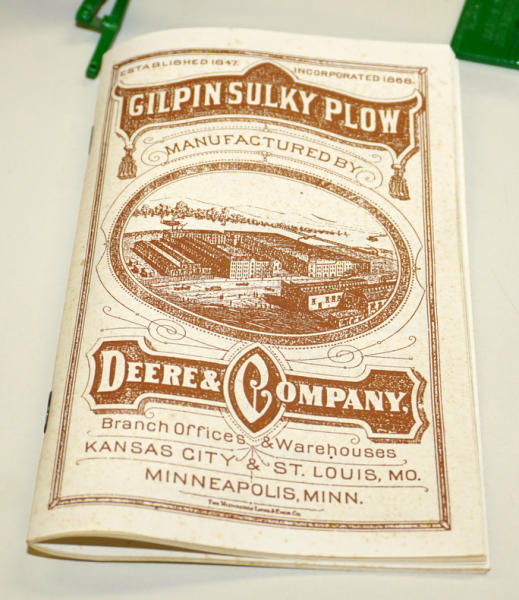 ESTABLISHED 1847. INCORPORATED 1868.
GILPIN SULKY PLOW
MANUFACTURED BY
DEERE & COMPANY,
Branch Offices & Warehouses
KANSAS CITY & ST. LOUIS, MO.
MINNEAPOLIS, MINN.